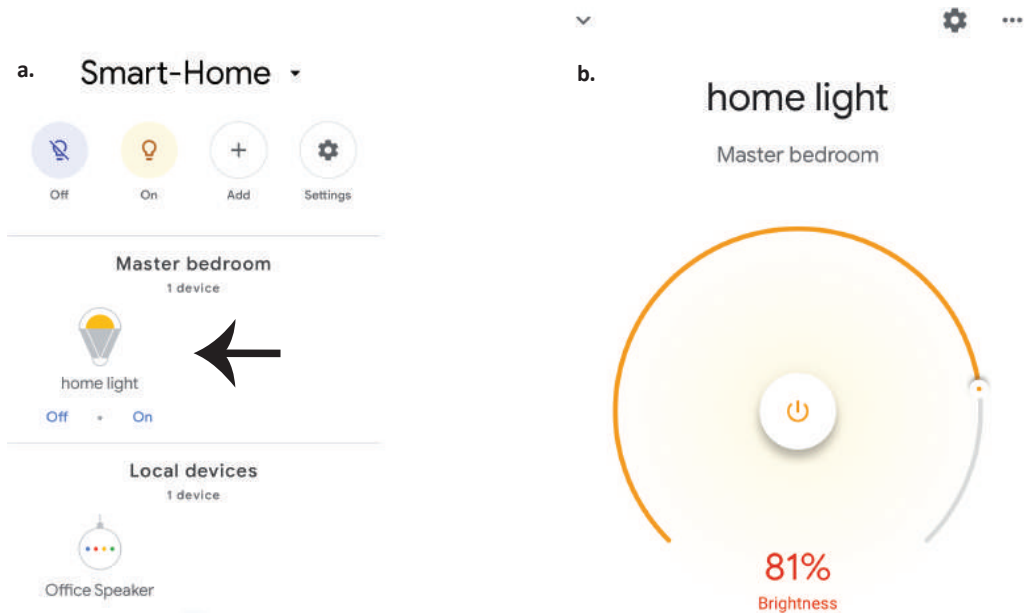 a.
Smart-Home
Off
On
Add
Settings
Master bedroom
1 device
home light
Off • On
Local devices
1 device
Office Speaker
b.
home light
Master bedroom
81%
Brightness